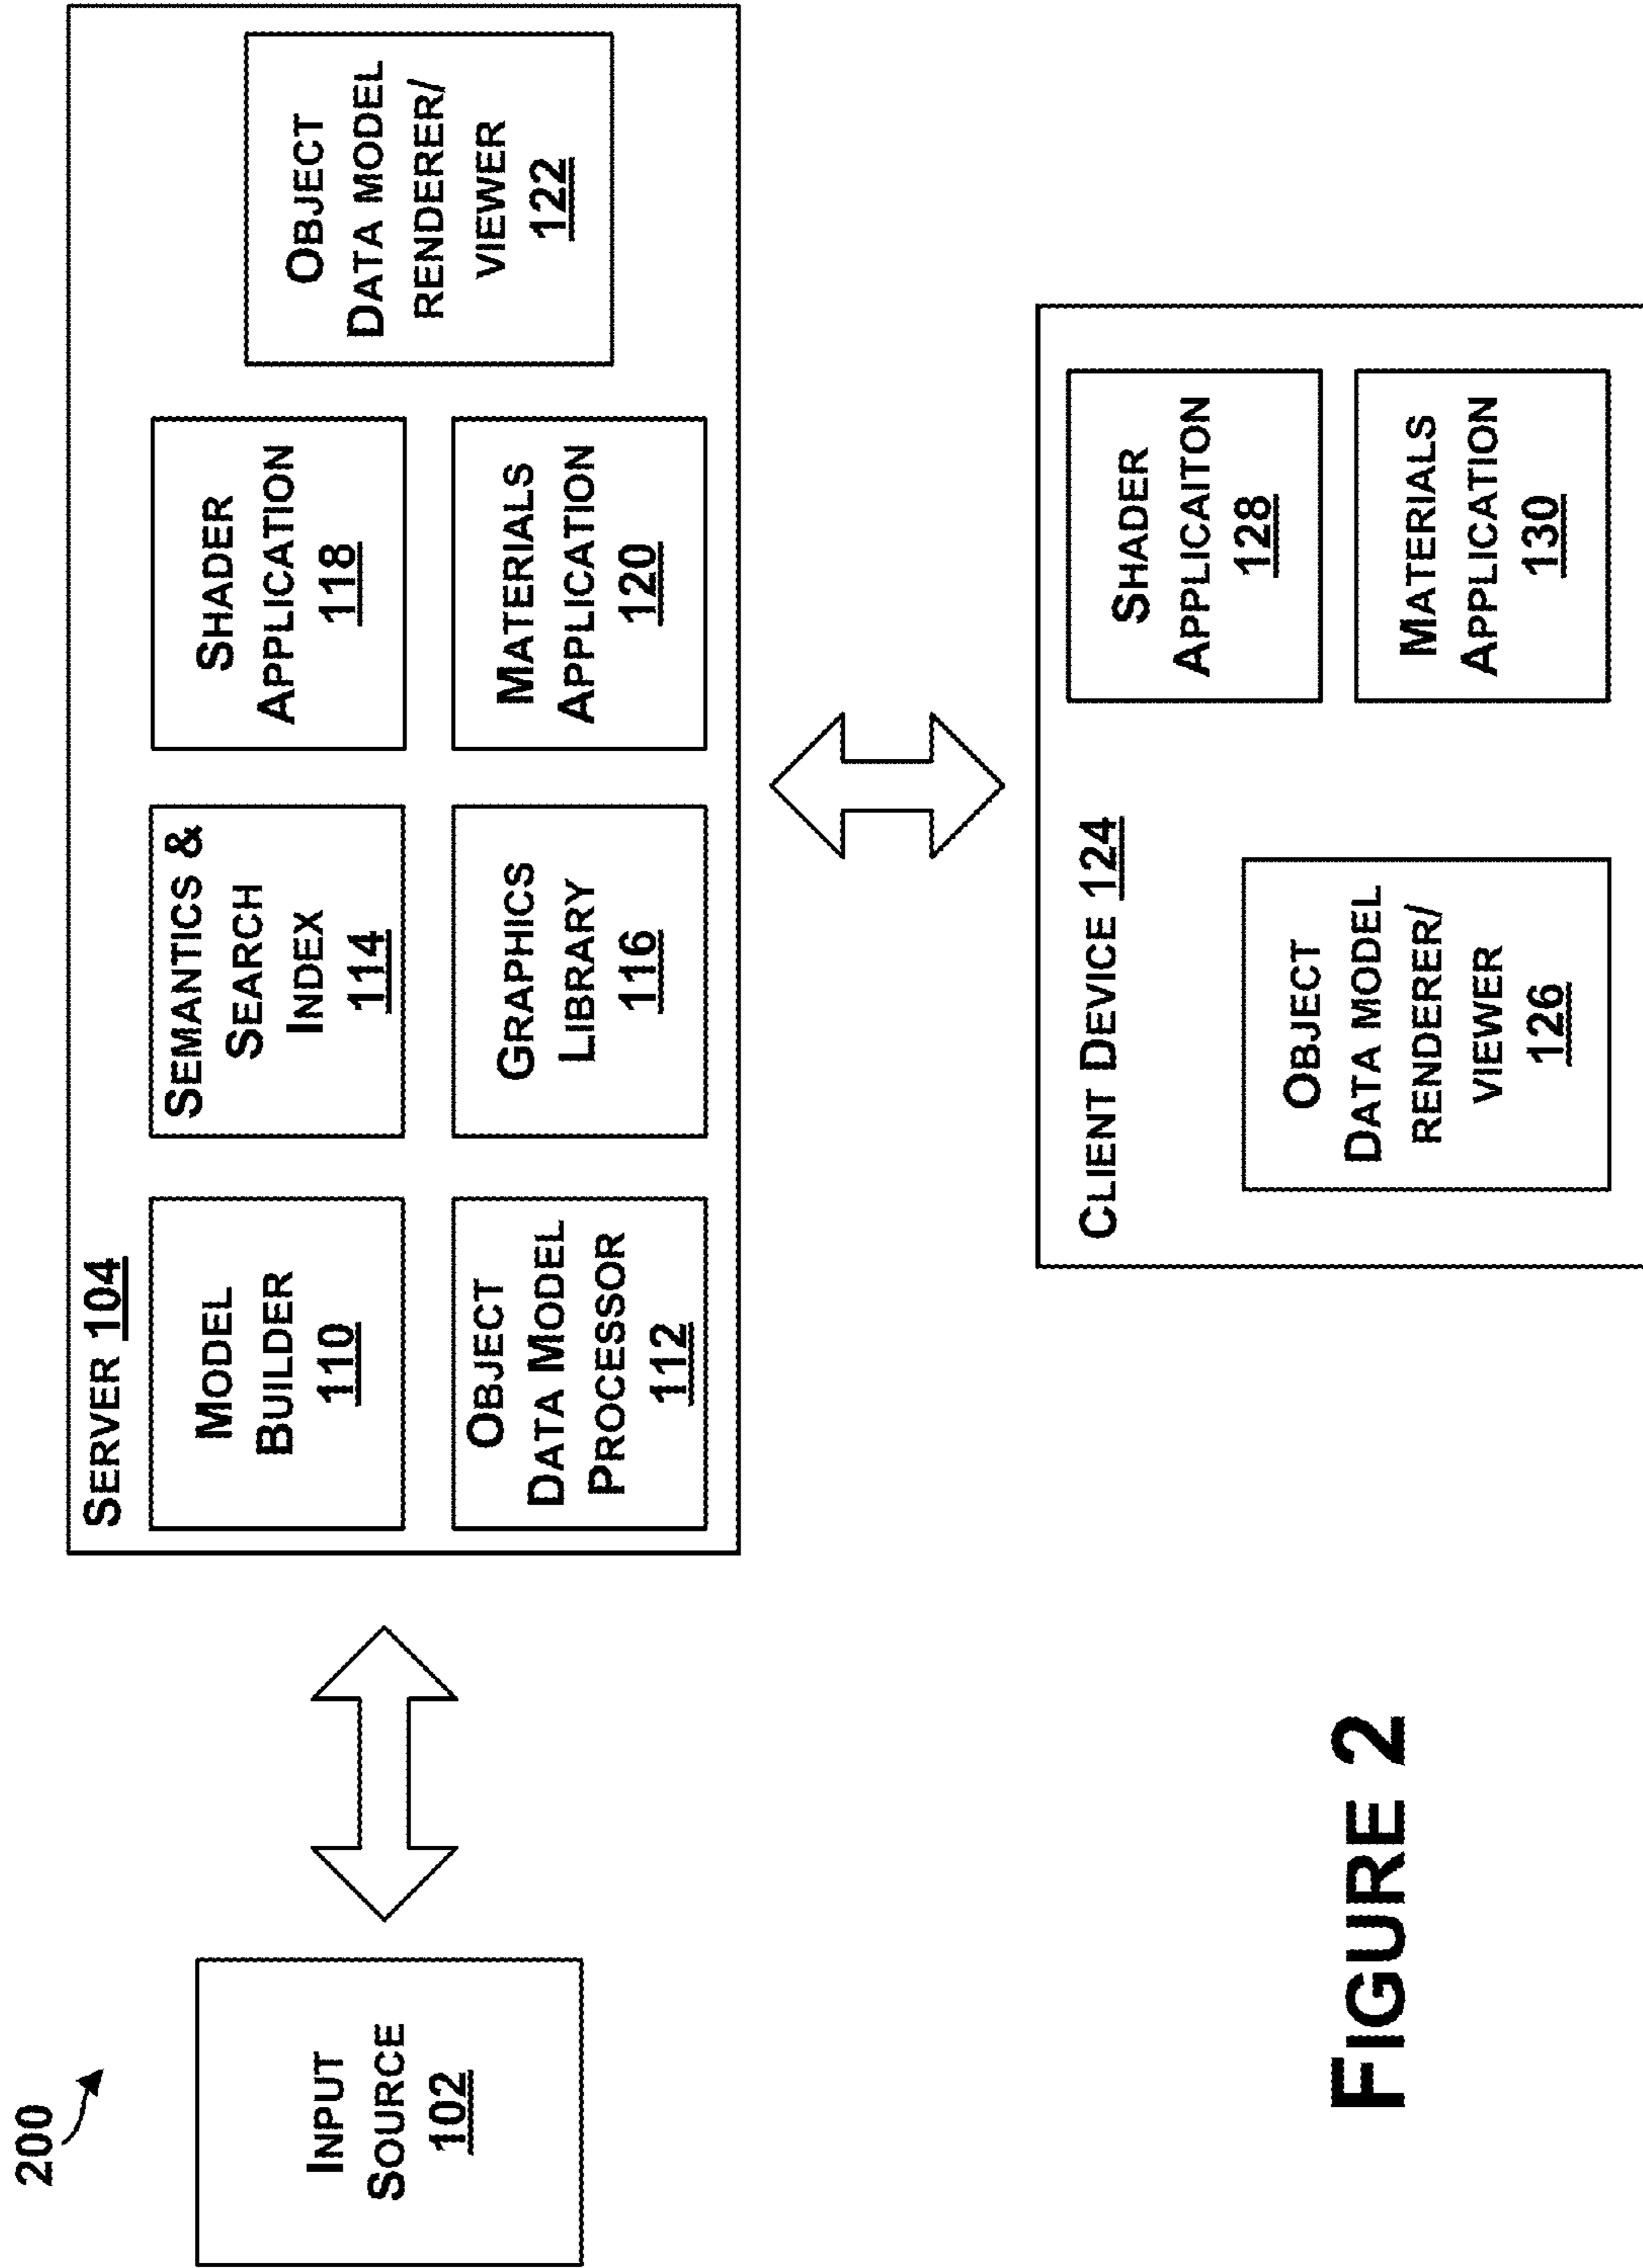 200
INPUT
SOURCE
102
SERVER 104
MODEL
BUILDER
110
OBJECT
DATA MODEL
PROCESSOR
112
SEMANTICS &
SEARCH
INDEX
114
GRAPHICS
LIBRARY
116
SHADER
APPLICATION
118
MATERIALS
APPLICATION
120
OBJECT
DATA MODEL
RENDERER/
VIEWER
122
CLIENT DEVICE 124
OBJECT
DATA MODEL
RENDERER/
VIEWER
126
SHADER
APPLICAITON
128
MATERIALS
APPLICATION
130
FIGURE 2